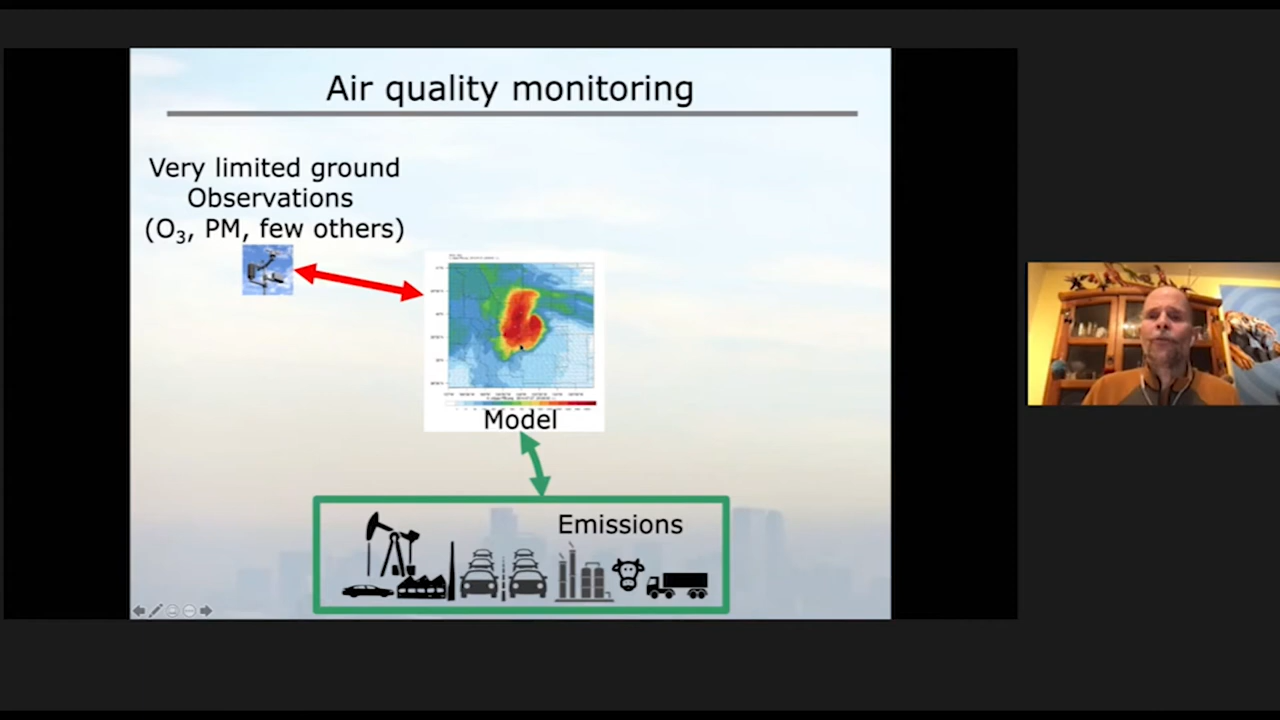 Air quality monitoring
Very limited ground
Observations
(O₃, PM, few others)
Model
Emissions